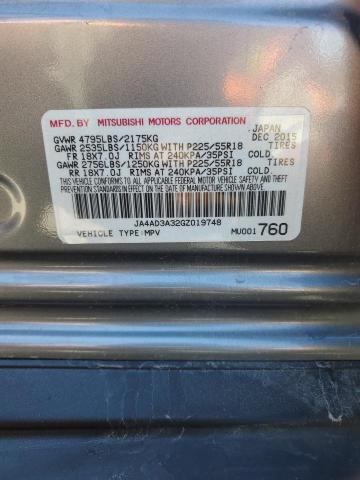 MFD. BY MITSUBISHI MOTORS CORPORATION
JAPAN
GVWR 4795LBS/2175KG DEC 2015
GAWR 2535LBS/1150KG WITH P225/55R18 TIRES
FR 18X7.0J RIMS AT 240KPA/35PSI COLD.
GAWR 2756LBS/1250KG WITH P225/55R18 TIRES
RR 18X7.0J RIMS AT 240KPA/35PSI COLD.
THIS VEHICLE CONFORMS TO ALL APPLICABLE
FEDERAL MOTOR VEHICLE SAFETY AND
THEFT PREVENTION STANDARDS IN EFFECT ON
THE DATE OF MANUFACTURE SHOWN ABOVE.
JA4AD3A32GZ019748
VEHICLE TYPE:MPV MU001760